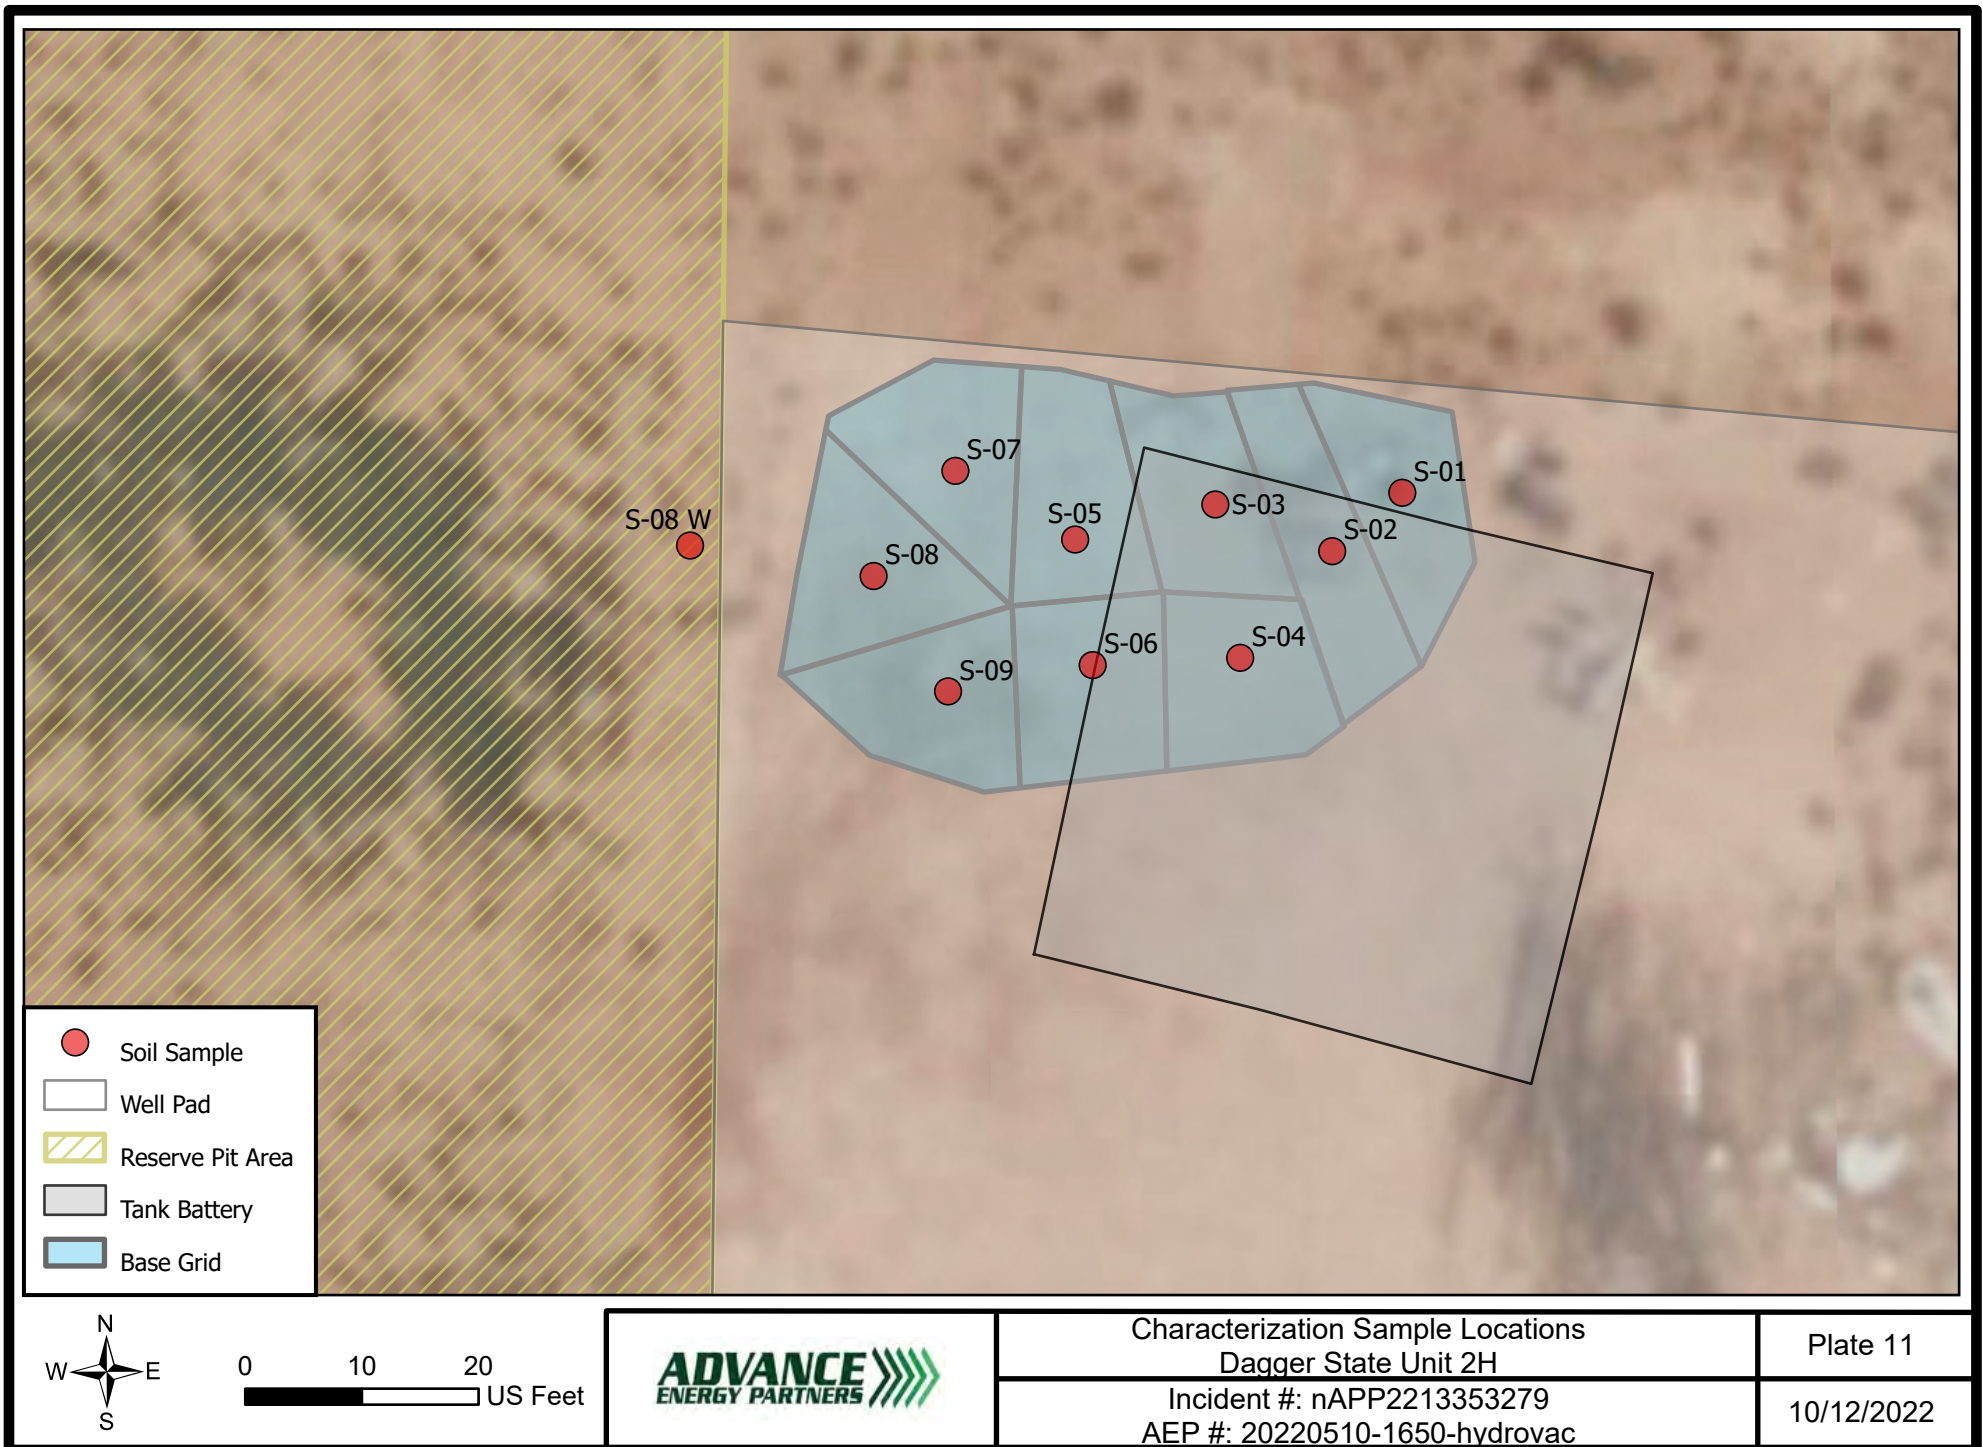 S-07
S-01
S-05
S-03
S-08 W
S-02
S-08
S-06
S-04
S-09
Soil Sample
Well Pad
Reserve Pit Area
Tank Battery
Base Grid
N
W E
S
0 10 20
US Feet
ADVANCE
ENERGY PARTNERS
Characterization Sample Locations
Dagger State Unit 2H
Incident #: nAPP2213353279
AEP #: 20220510-1650-hydrovac
Plate 11
10/12/2022